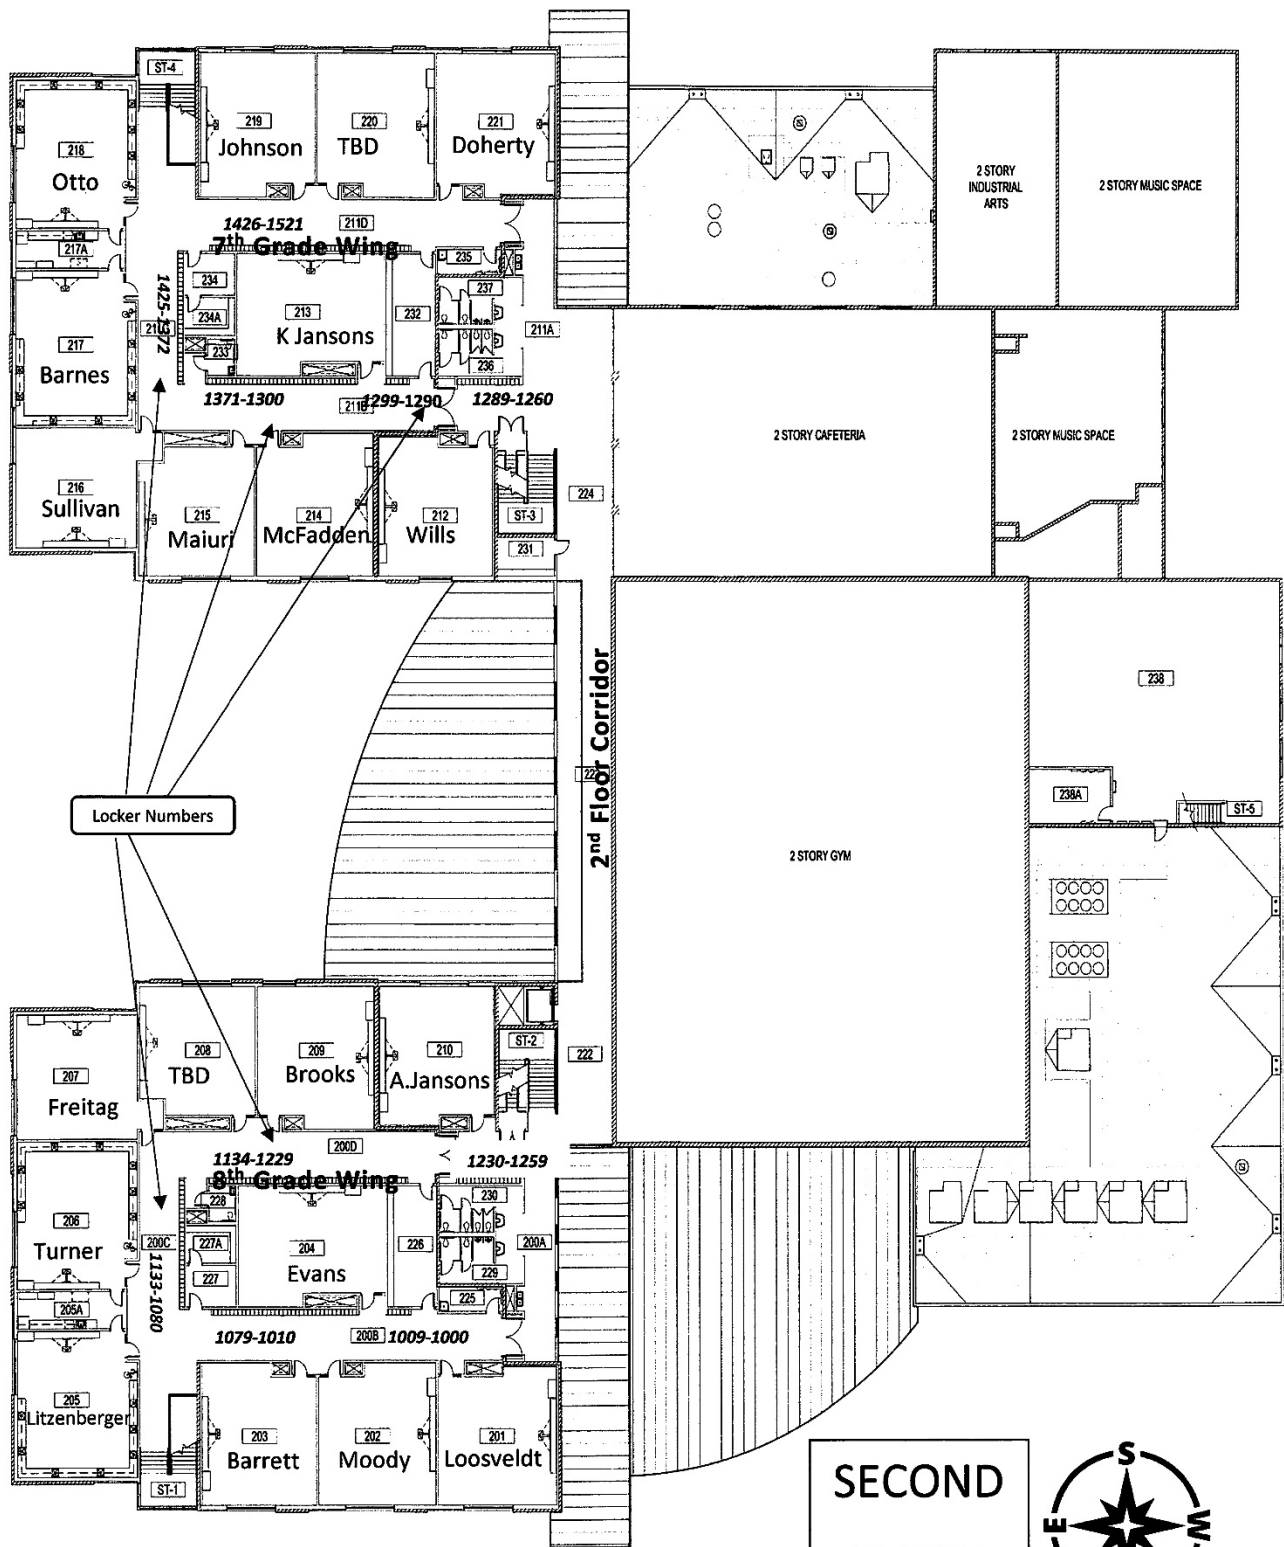 ST-4
219
Johnson
220
TBD
221
Doherty
218
Otto
2 STORY
INDUSTRIAL
ARTS
2 STORY MUSIC SPACE
1426-1521
211D
7th Grade Wing
217A
235
234
234A
233
213
K Jansons
232
237
236
211A
1425-1372
217
Barnes
1371-1300
1299-1290
1289-1260
2 STORY CAFETERIA
2 STORY MUSIC SPACE
216
Sullivan
215
Maiuri
214
McFadden
212
Wills
ST-3
224
231
2nd Floor Corridor
238
238A
ST-5
Locker Numbers
2 STORY GYM
207
Freitag
208
TBD
209
Brooks
210
A.Jansons
ST-2
222
200D
1134-1229
8th Grade Wing
1230-1259
228
230
206
Turner
200C
227A
227
204
Evans
226
200A
229
225
1133-1080
205A
1079-1010
200B
1009-1000
205
Litzenberger
203
Barrett
202
Moody
201
Loosveldt
ST-1
SECOND
S
E
W